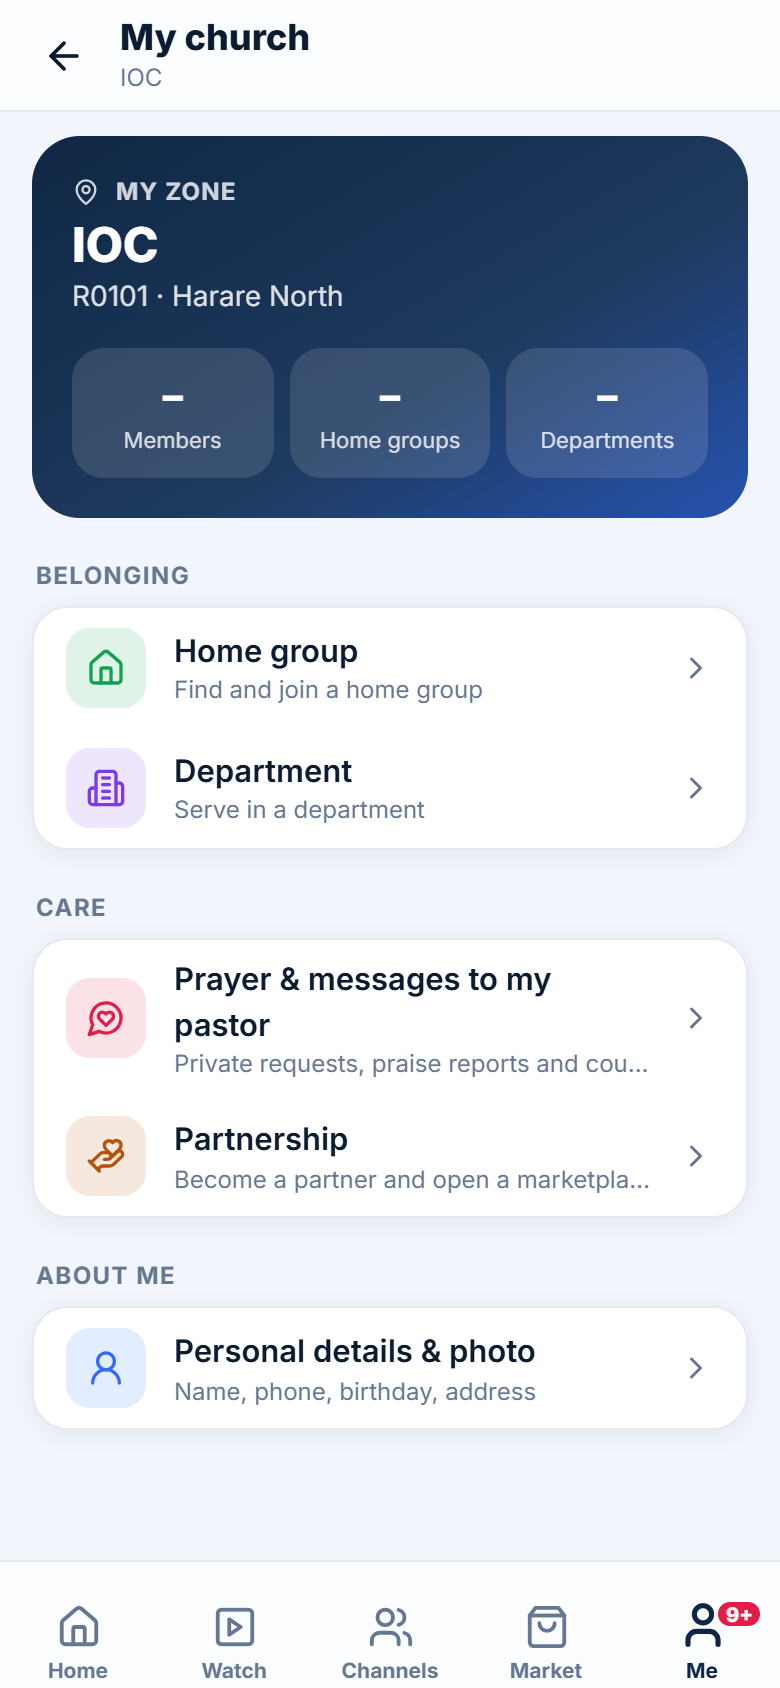 My church
IOC
MY ZONE
IOC
R0101 · Harare North
– – –
Members Home groups Departments
BELONGING
Home group
Find and join a home group
Department
Serve in a department
CARE
Prayer & messages to my
pastor
Private requests, praise reports and cou...
Partnership
Become a partner and open a marketpla...
ABOUT ME
Personal details & photo
Name, phone, birthday, address
9+
Home Watch Channels Market Me